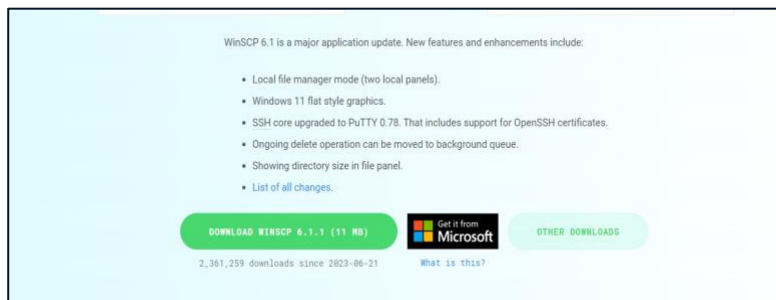 WinSCP 6.1 is a major application update. New features and enhancements include:
• Local file manager mode (two local panels).
• Windows 11 flat style graphics.
• SSH core upgraded to PuTTY 0.78. That includes support for OpenSSH certificates.
• Ongoing delete operation can be moved to background queue.
• Showing directory size in file panel.
• List of all changes.
DOWNLOAD WINSCP 6.1.1 (11 MB)
Get it from
Microsoft
OTHER DOWNLOADS
2,361,259 downloads since 2023-06-21
What is this?